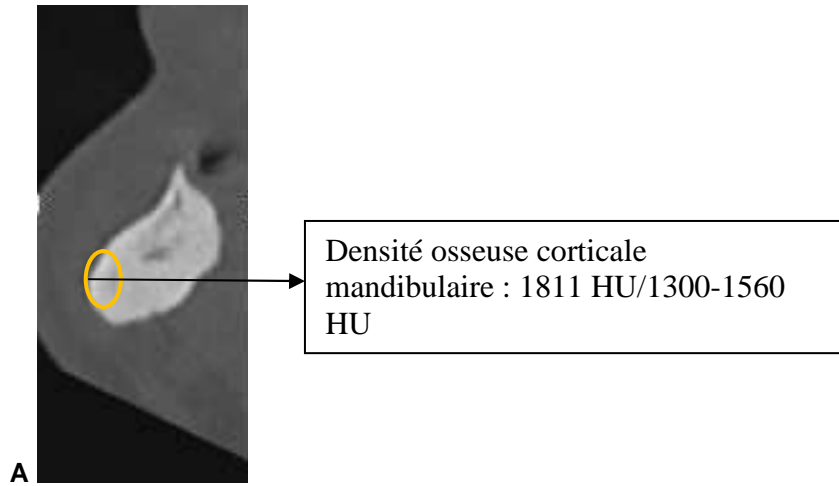 Densité osseuse corticale
mandibulaire : 1811 HU/1300-1560
HU
A